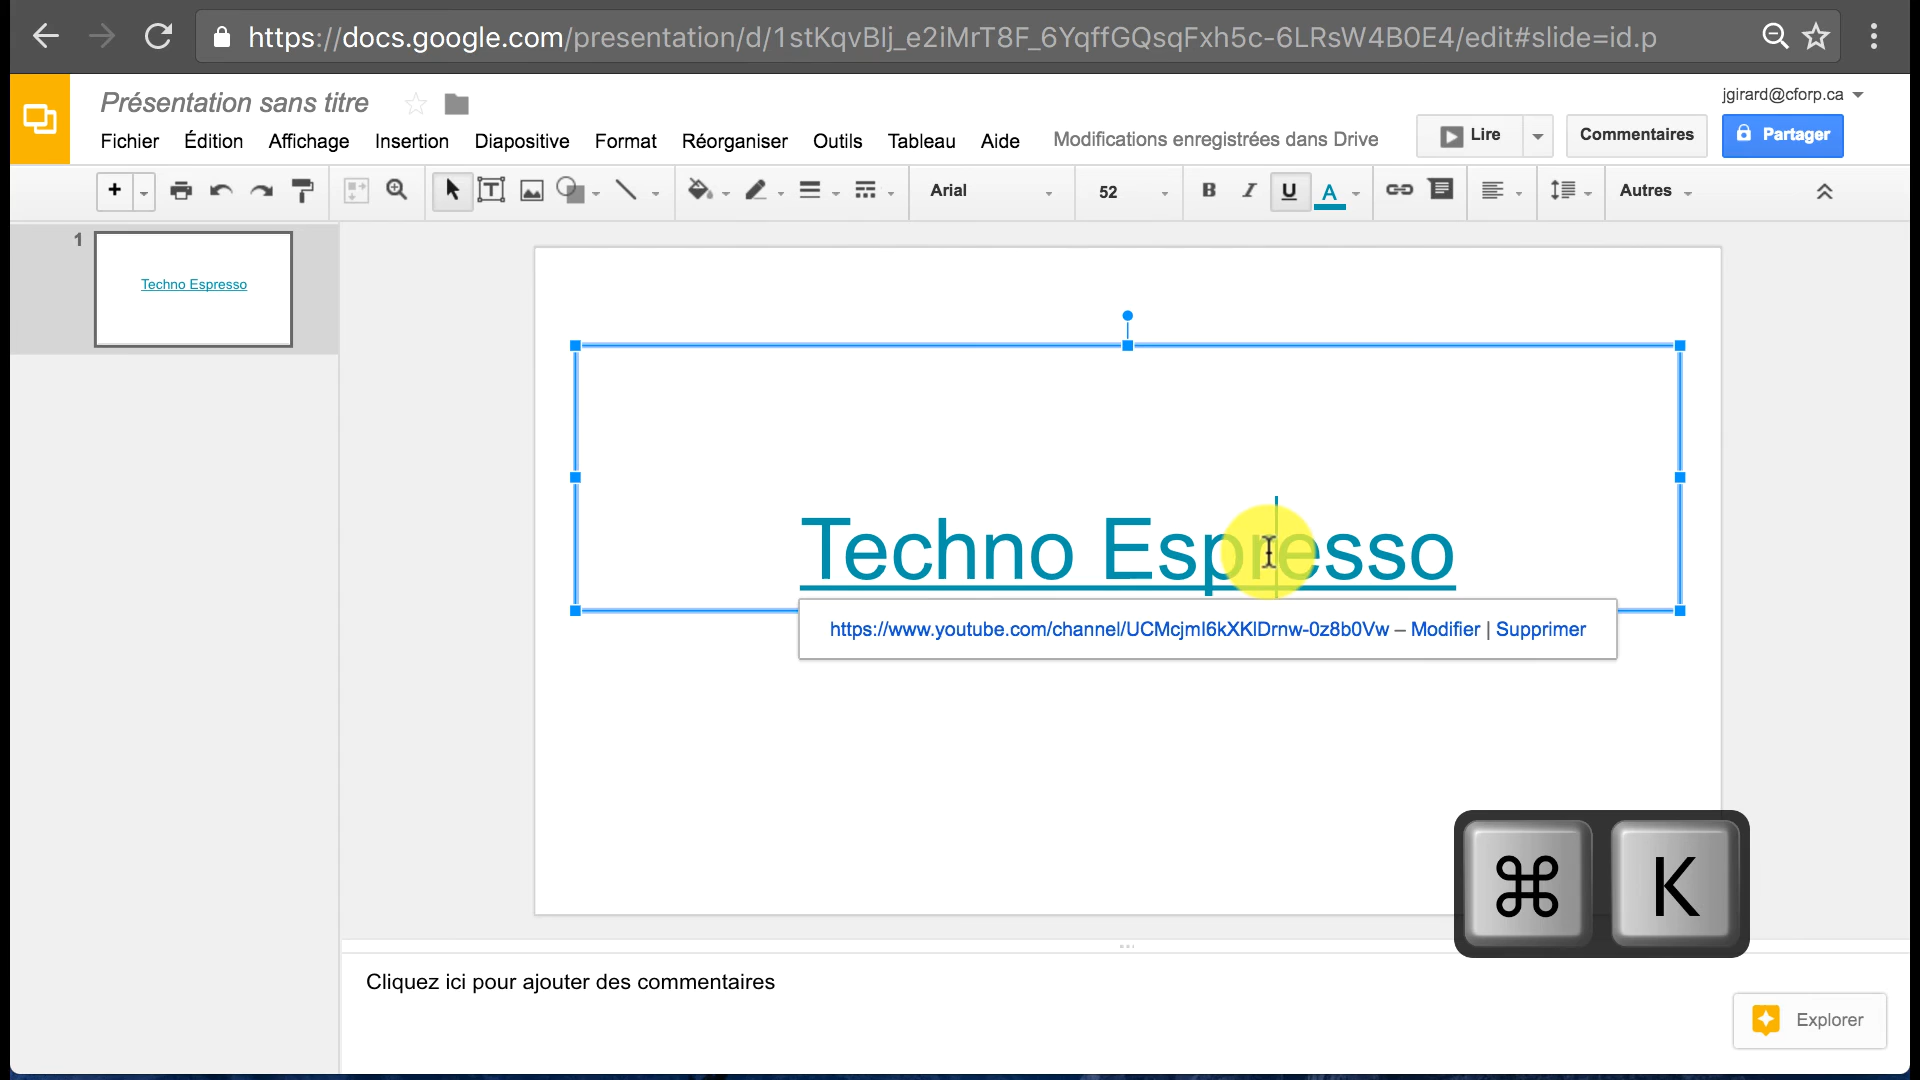 https://docs.google.com/presentation/d/1stKqvBIj_e2iMrT8F_6YqffGQsqFxh5c-6LRsW4B0E4/edit#slide=id.p
Présentation sans titre
jgirard@cforp.ca
Fichier Édition Affichage Insertion Diapositive Format Réorganiser Outils Tableau Aide Modifications enregistrées dans Drive
Lire Commentaires Partager
Arial 52 B I U A Autres
1
Techno Espresso
Techno Espresso
https://www.youtube.com/channel/UCMcjmI6kXKIDrnw-0z8b0Vw – Modifier | Supprimer
⌘ K
Cliquez ici pour ajouter des commentaires
Explorer